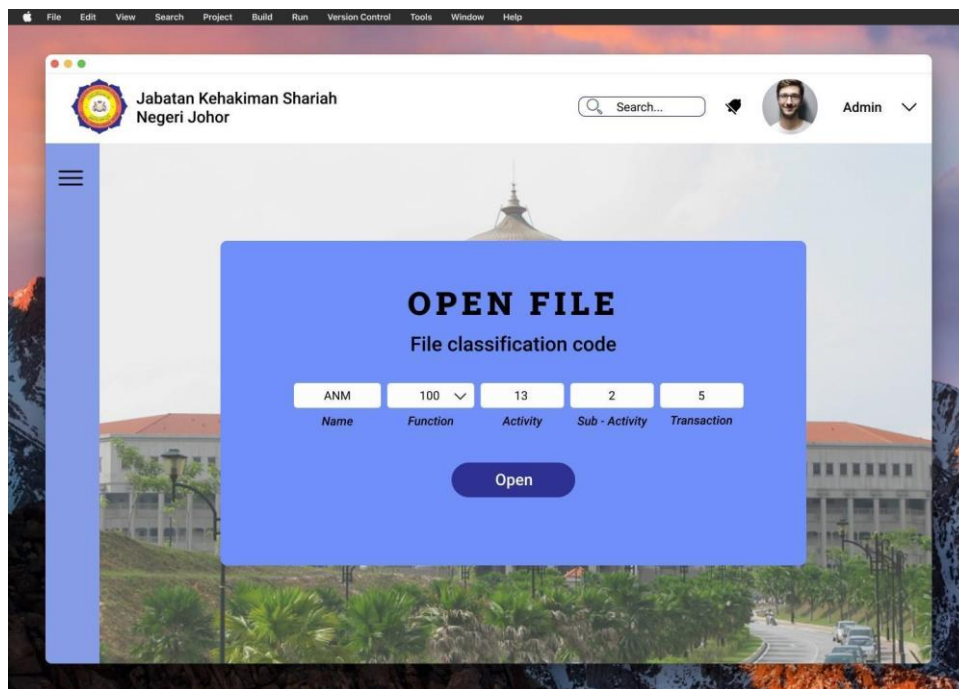 File Edit View Search Project Build Run Version Control Tools Window Help
Jabatan Kehakiman Shariah
Negeri Johor
Search...
Admin
OPEN FILE
File classification code
ANM 100 13 2 5
Name Function Activity Sub - Activity Transaction
Open